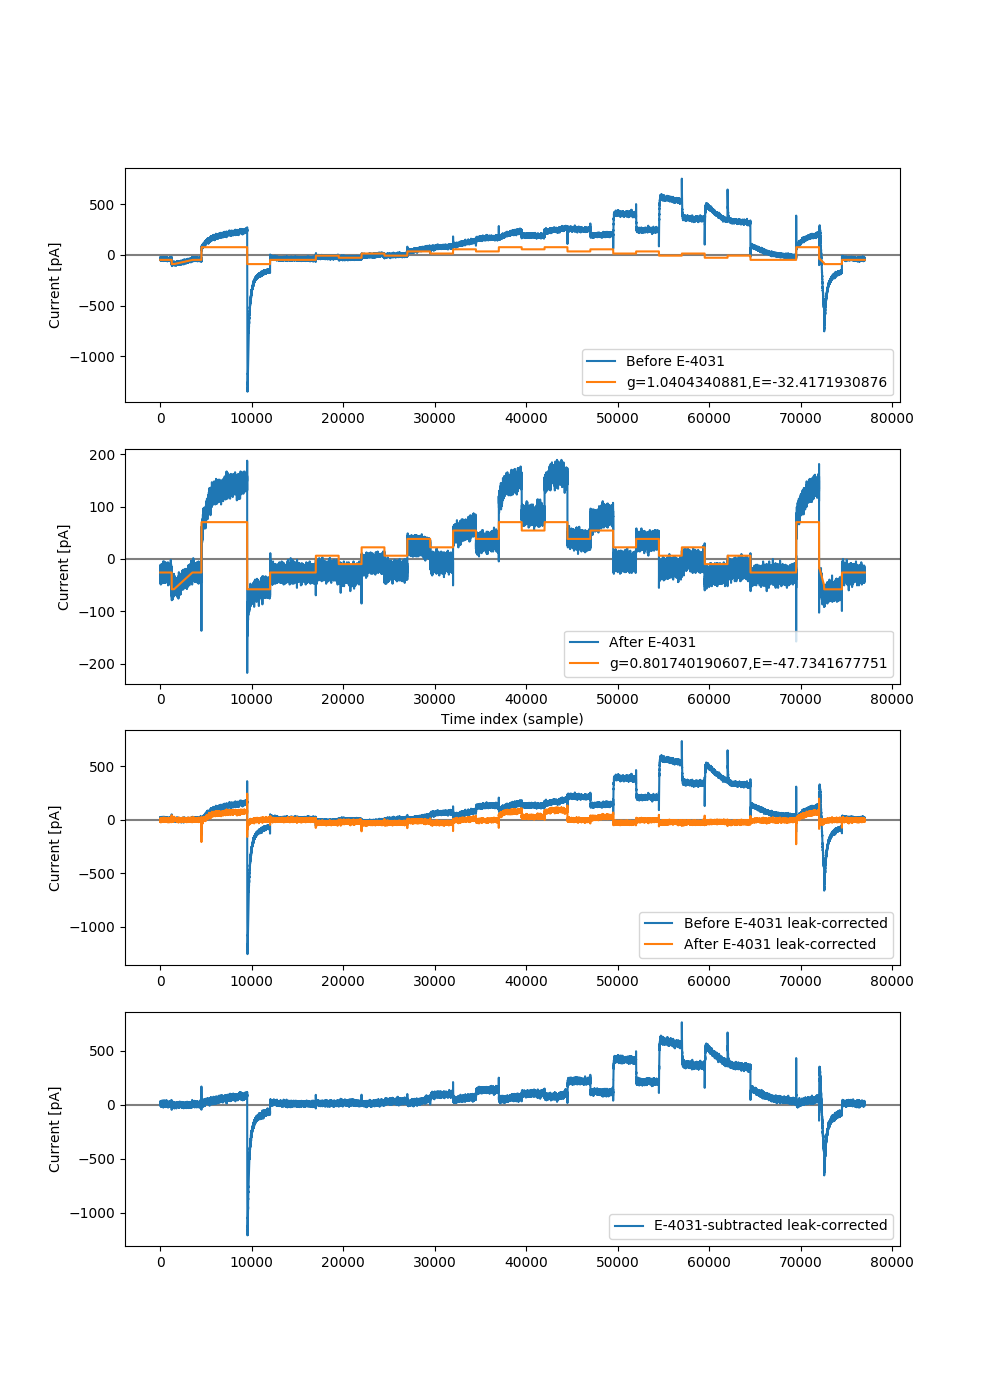 500
0
−500
−1000
Current [pA]
Before E-4031
g=1.0404340881,E=-32.4171930876
0 10000 20000 30000 40000 50000 60000 70000 80000
200
100
0
−100
−200
Current [pA]
After E-4031
g=0.801740190607,E=-47.7341677751
0 10000 20000 30000 40000 50000 60000 70000 80000
Time index (sample)
500
0
−500
−1000
Current [pA]
Before E-4031 leak-corrected
After E-4031 leak-corrected
0 10000 20000 30000 40000 50000 60000 70000 80000
500
0
−500
−1000
Current [pA]
E-4031-subtracted leak-corrected
0 10000 20000 30000 40000 50000 60000 70000 80000